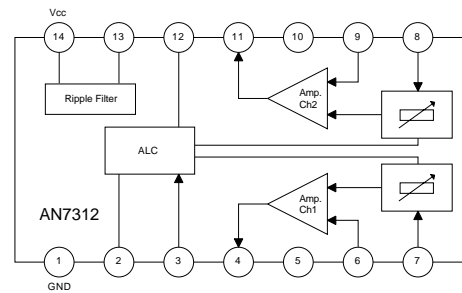 Vcc
14 13 12 11 10 9 8
Ripple Filter
Amp.
Ch2
ALC
Amp.
Ch1
AN7312
1 2 3 4 5 6 7
GND